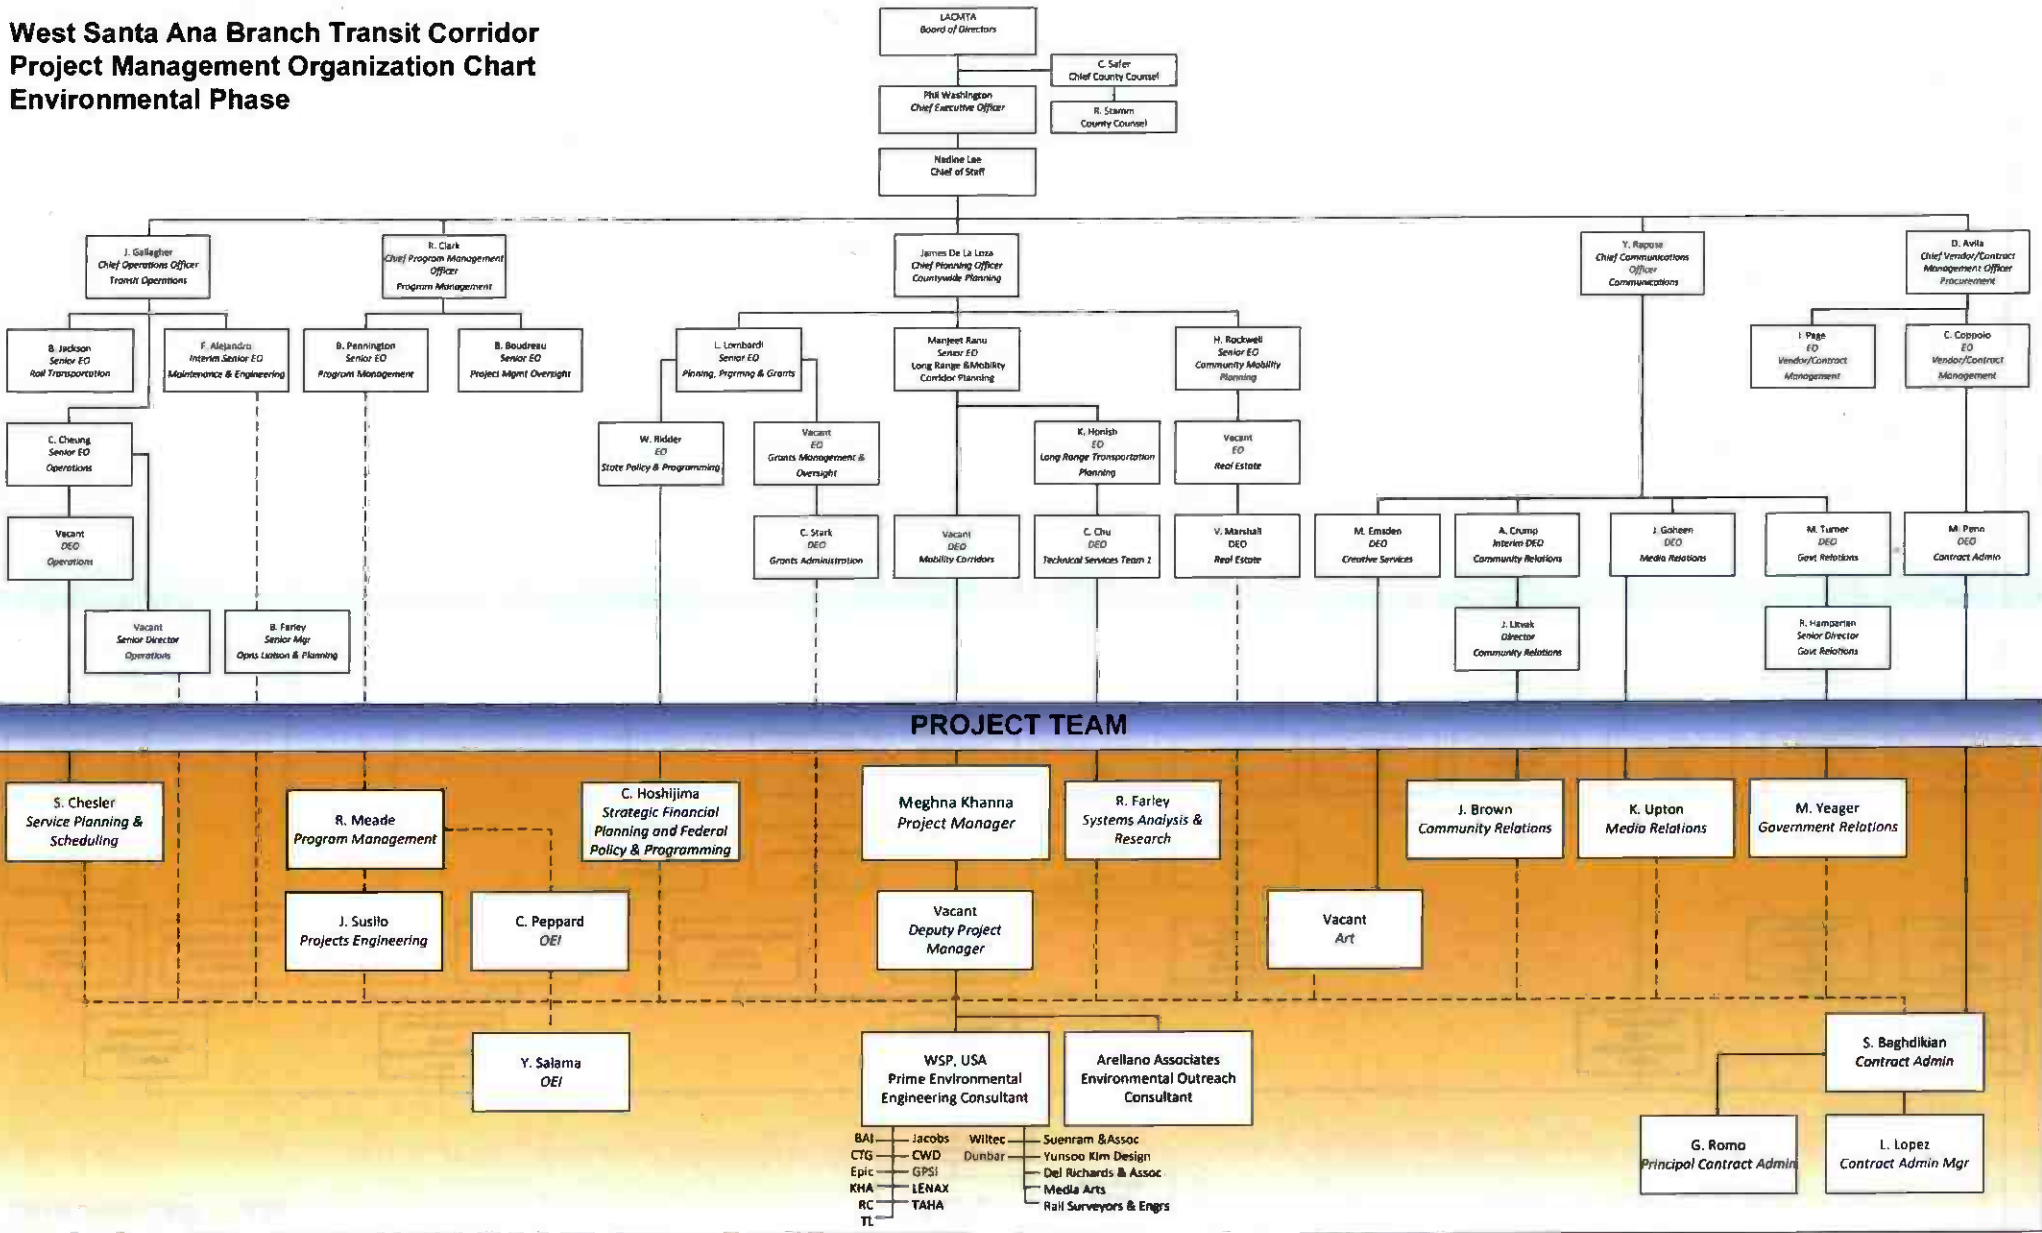 West Santa Ana Branch Transit Corridor
Project Management Organization Chart
Environmental Phase
LACMTA
Board of Directors
C. Safer
Chief County Counsel
Phil Washington
Chief Executive Officer
R. Stamm
County Counsel
Nadine Lee
Chief of Staff
J. Gallagher
Chief Operations Officer
Transit Operations
R. Clark
Chief Program Management
Officer
Program Management
James De La Loza
Chief Planning Officer
Countywide Planning
Y. Rapose
Chief Communications
Officer
Communications
D. Avila
Chief Vendor/Contract
Management Officer
Procurement
B. Jackson
Senior EO
Rail Transportation
F. Alejandro
Interim Senior EO
Maintenance & Engineering
B. Pennington
Senior EO
Program Management
B. Boudreau
Senior EO
Project Mgmt Oversight
L. Lombardi
Senior EO
Plnning, Prgrming & Grants
Manjeet Ranu
Senior EO
Long Range &Mobility
Corridor Planning
H. Rockwell
Senior EO
Community Mobility
Planning
I. Page
EO
Vendor/Contract
Management
C. Coppolo
EO
Vendor/Contract
Management
C. Cheung
Senior EO
Operations
W. Ridder
EO
State Policy & Programming
Vacant
EO
Grants Management &
Oversight
K. Honish
EO
Long Range Transportation
Planning
Vacant
EO
Real Estate
Vacant
DEO
Operations
C. Stark
DEO
Grants Administration
Vacant
DEO
Mobility Corridors
C. Chu
DEO
Technical Services Team 1
V. Marshall
DEO
Real Estate
M. Emsden
DEO
Creative Services
A. Crump
Interim DEO
Community Relations
J. Goheen
DEO
Media Relations
M. Turner
DEO
Govt Relations
M. Penn
DEO
Contract Admin
Vacant
Senior Director
Operations
B. Farley
Senior Mgr
Opns Liaison & Planning
J. Litvak
Director
Community Relations
R. Hamparian
Senior Director
Govt Relations
PROJECT TEAM
S. Chesler
Service Planning &
Scheduling
R. Meade
Program Management
C. Hoshijima
Strategic Financial
Planning and Federal
Policy & Programming
Meghna Khanna
Project Manager
R. Farley
Systems Analysis &
Research
J. Brown
Community Relations
K. Upton
Media Relations
M. Yeager
Government Relations
J. Susilo
Projects Engineering
C. Peppard
OEI
Vacant
Deputy Project
Manager
Vacant
Art
Y. Salama
OEI
WSP, USA
Prime Environmental
Engineering Consultant
Arellano Associates
Environmental Outreach
Consultant
S. Baghdikian
Contract Admin
G. Romo
Principal Contract Admin
L. Lopez
Contract Admin Mgr
BAI Jacobs Wiltec Suenram &Assoc
CTG CWD Dunbar Yunsoo Kim Design
Epic GPSI Del Richards & Assoc
KHA LENAX Media Arts
RC TAHA Rail Surveyors & Engrs
TL